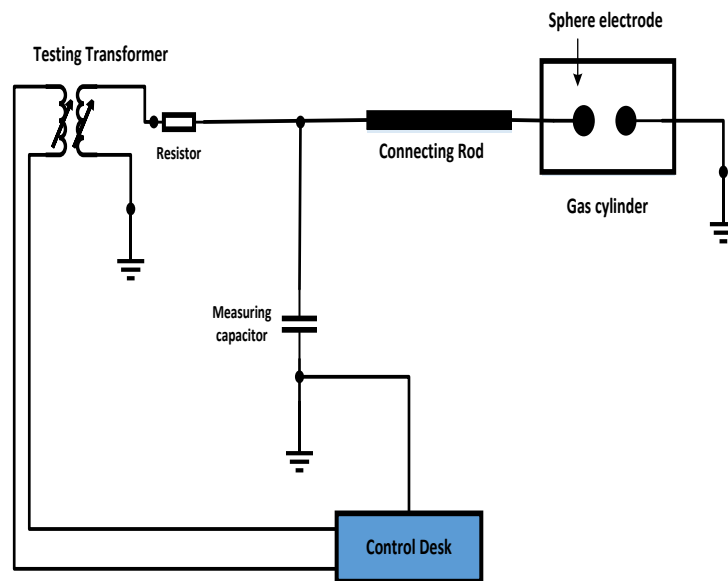 Sphere electrode
Testing Transformer
Resistor
Connecting Rod
Gas cylinder
Measuring
capacitor
Control Desk